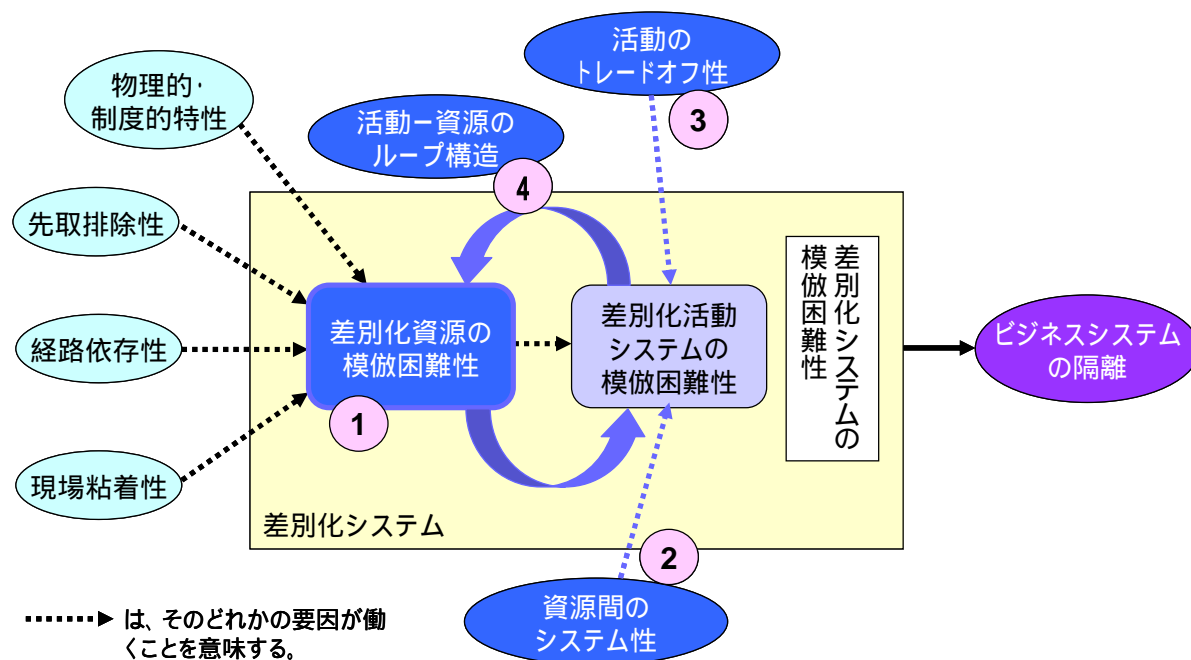 活動の
トレードオフ性
3
物理的・
制度的特性
活動ー資源の
ループ構造
4
先取排除性
差別化資源の
模倣困難性
1
差別化活動
システムの
模倣困難性
差別化システムの
模倣困難性
ビジネスシステム
の隔離
経路依存性
現場粘着性
差別化システム
2
資源間の
システム性
は、そのどれかの要因が働
くことを意味する。